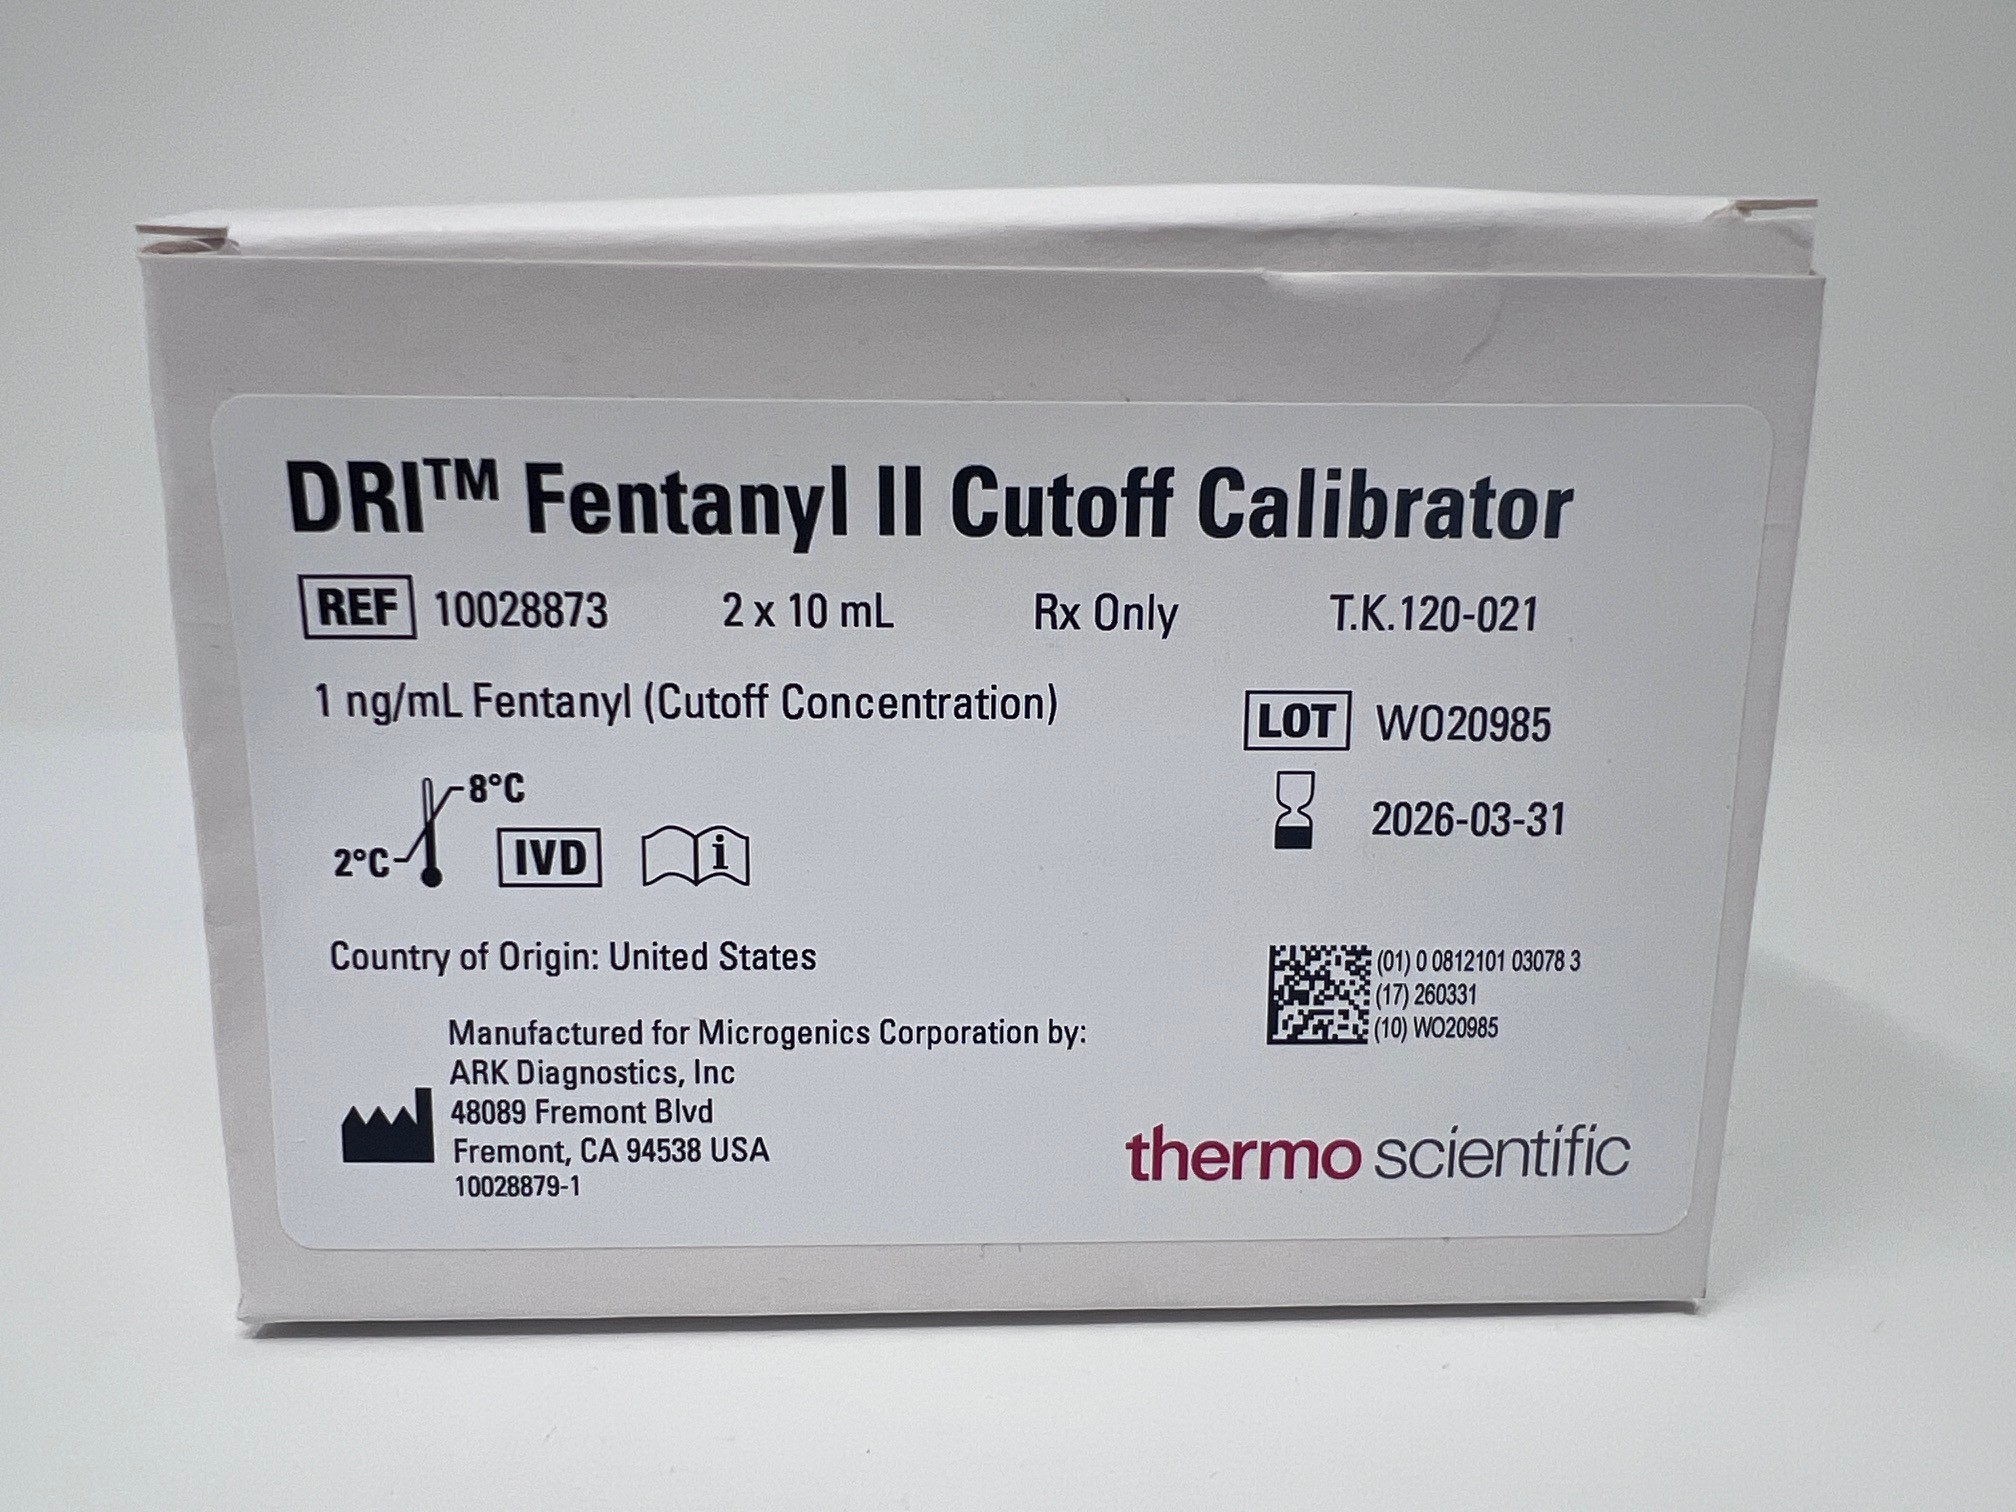 DRI™ Fentanyl II Cutoff Calibrator
REF 10028873 2 x 10 mL Rx Only T.K.120-021
1 ng/mL Fentanyl (Cutoff Concentration)
LOT WO20985
8°C
2°C
IVD
i
2026-03-31
Country of Origin: United States
(01) 0 0812101 03078 3
(17) 260331
(10) WO20985
Manufactured for Microgenics Corporation by:
ARK Diagnostics, Inc
48089 Fremont Blvd
Fremont, CA 94538 USA
10028879-1
thermo scientific